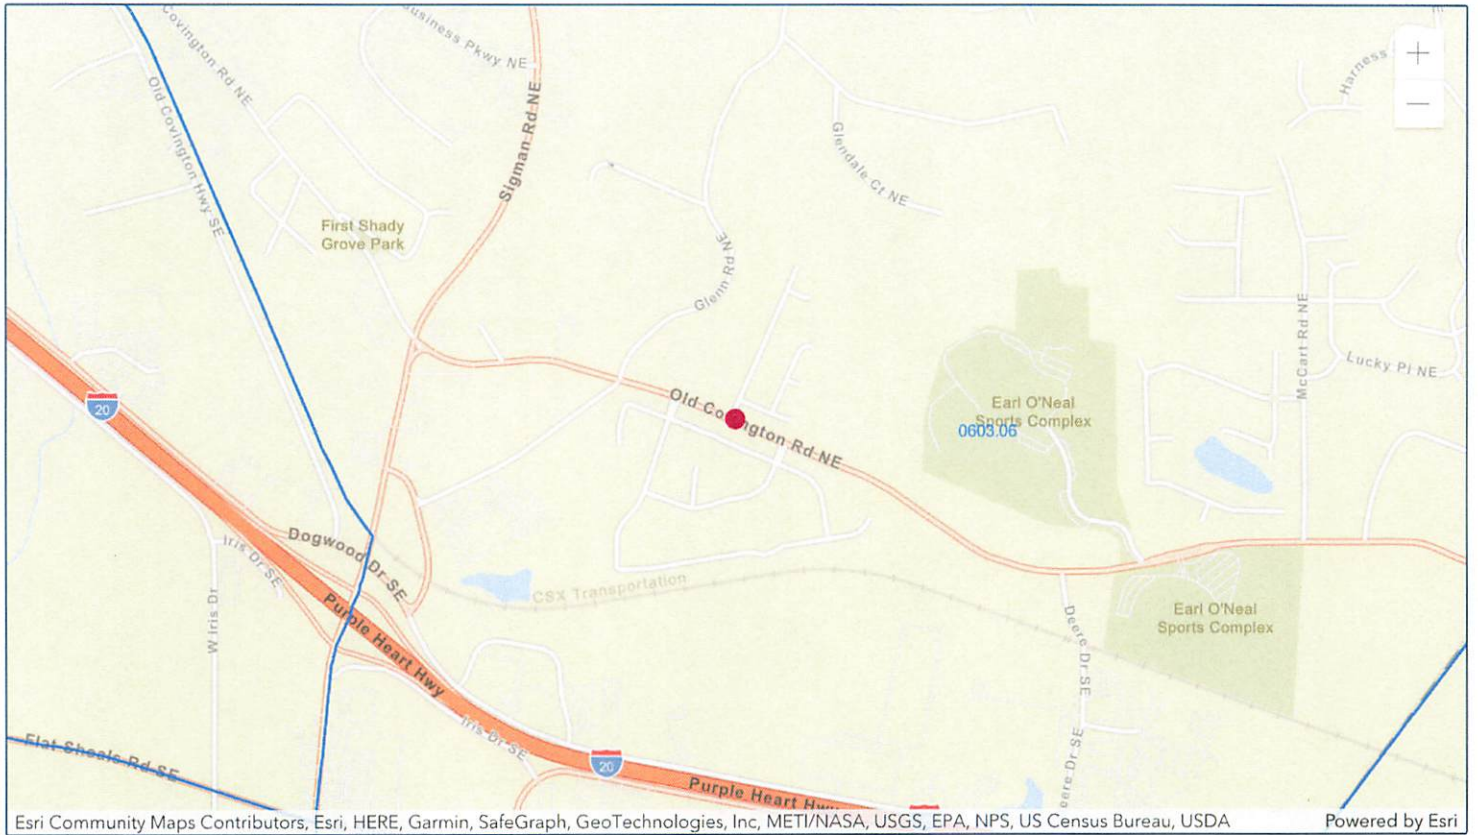 Covington Rd NE
Business Pkwy NE
Old Covington Hwy SE
Sigman Rd NE
Harness
+
−
Glendale Ct NE
First Shady
Grove Park
Glenn Rd NE
McCart Rd NE
Lucky Pl NE
20
Old Covington Rd NE
Earl O'Neal
Sports Complex
0603.06
Dogwood Dr SE
Iris Dr SE
CSX Transportation
W Iris Dr
Purple Heart Hwy
Earl O'Neal
Sports Complex
Deere Dr SE
Iris Dr SE
Flat Shoals Rd SE
20
Purple Heart Hwy
eere Dr SE
Esri Community Maps Contributors, Esri, HERE, Garmin, SafeGraph, GeoTechnologies, Inc, METI/NASA, USGS, EPA, NPS, US Census Bureau, USDA
Powered by Esri